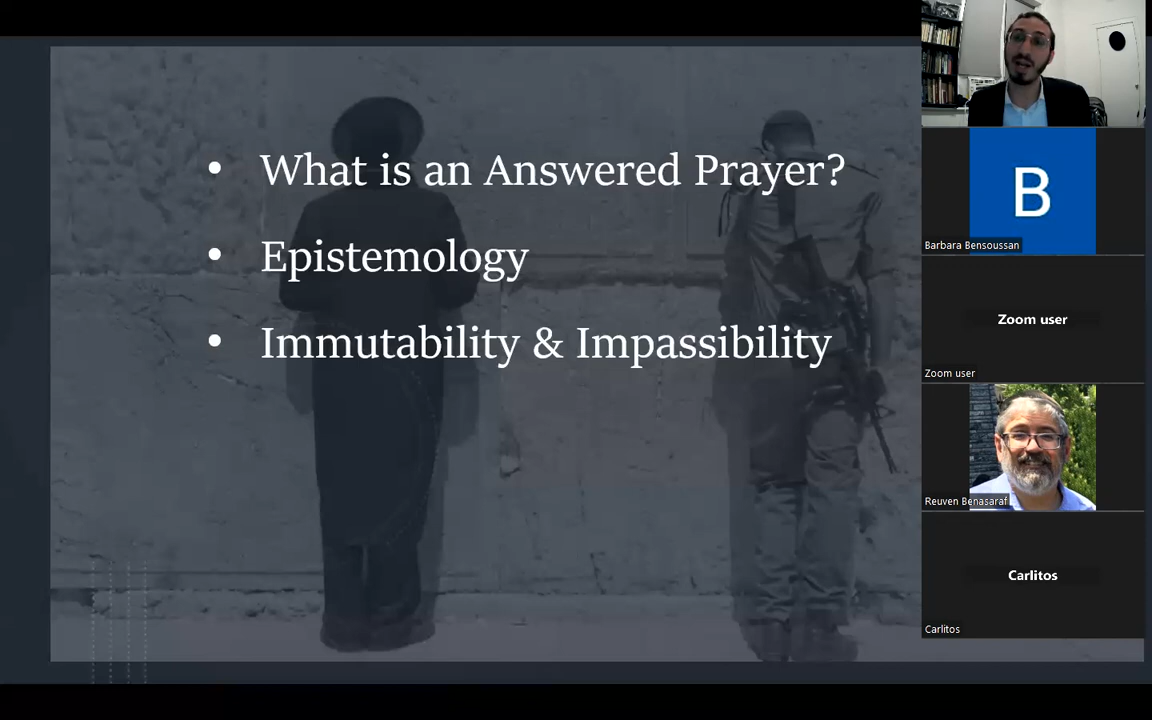 • What is an Answered Prayer?
• Epistemology
• Immutability & Impassibility
B
Barbara Bensoussan
Zoom user
Zoom user
Reuven Benasaraf
Carlitos
Carlitos